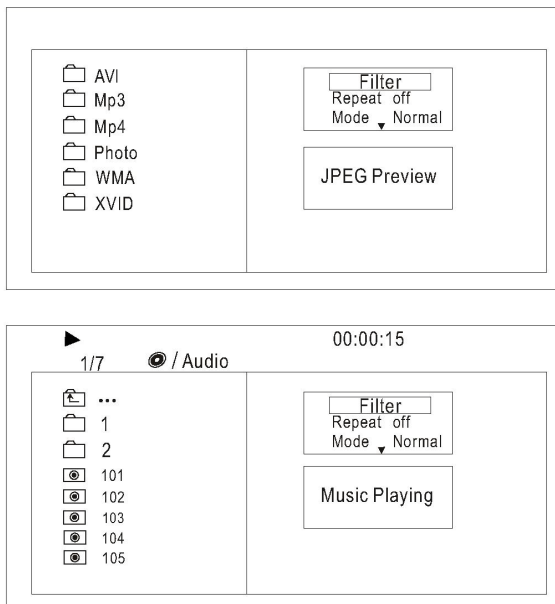 AVI
Mp3
Mp4
Photo
WMA
XVID
Filter
Repeat off
Mode Normal
JPEG Preview
00:00:15
1/7 / Audio
...
1
2
101
102
103
104
105
Filter
Repeat off
Mode Normal
Music Playing